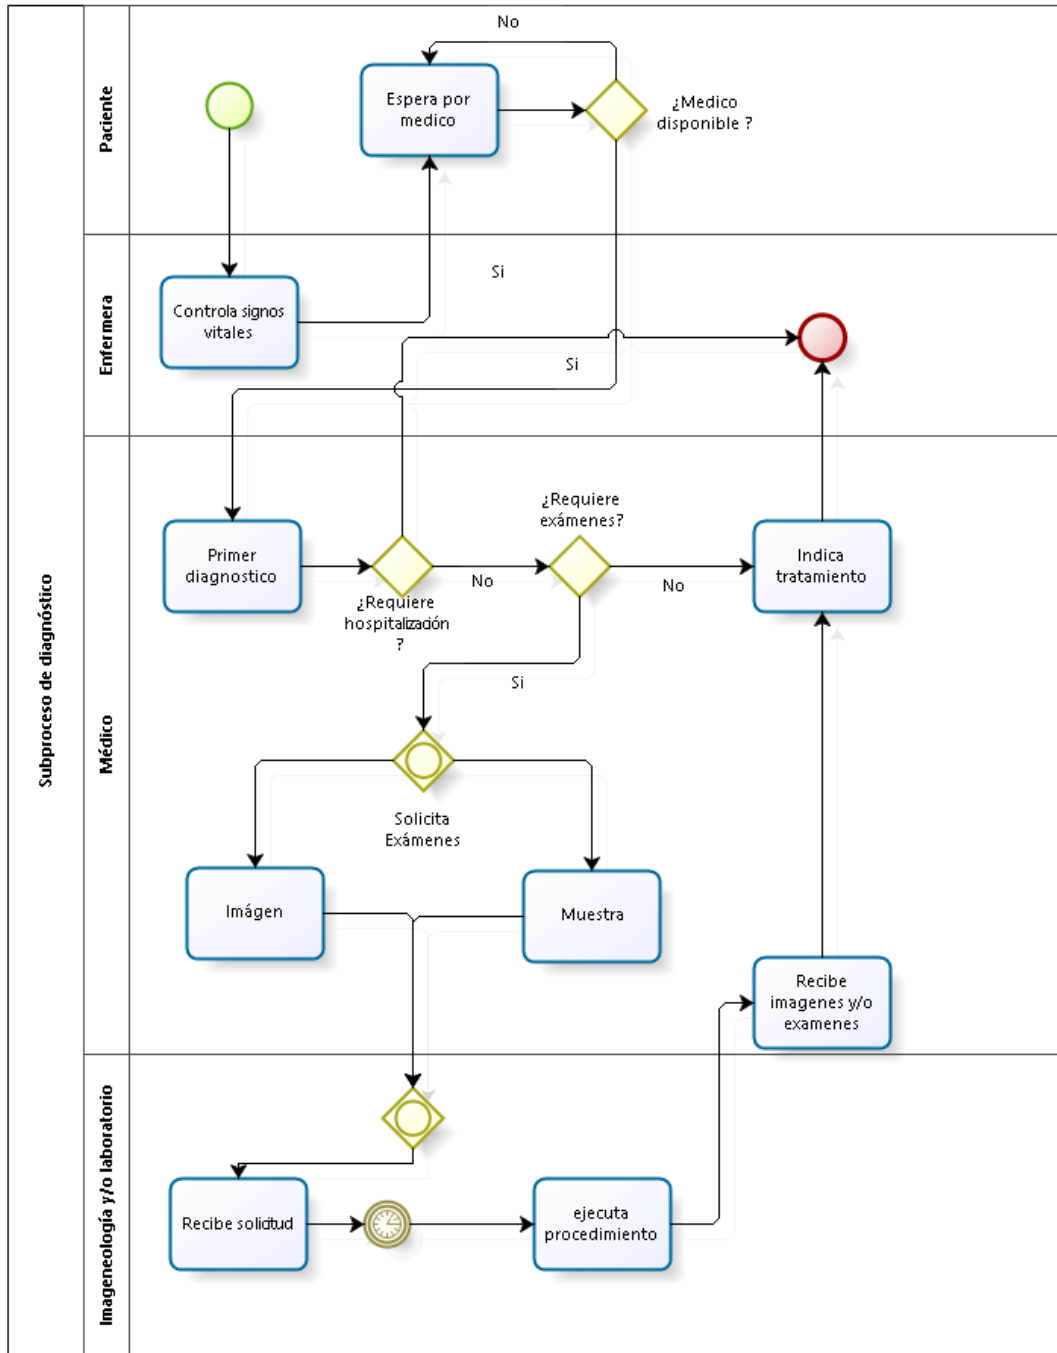 Subproceso de diagnóstico
Paciente
No
Espera por
medico
¿Medico
disponible ?
Enfermera
Si
Controla signos
vitales
Si
Médico
¿Requiere
exámenes?
Primer
diagnostico
No
No
Indica
tratamiento
¿Requiere
hospitalización
?
Si
Solicita
Exámenes
Imágen
Muestra
Recibe
imagenes y/o
examenes
Imageneología y/o laboratorio
Recibe solicitud
ejecuta
procedimiento